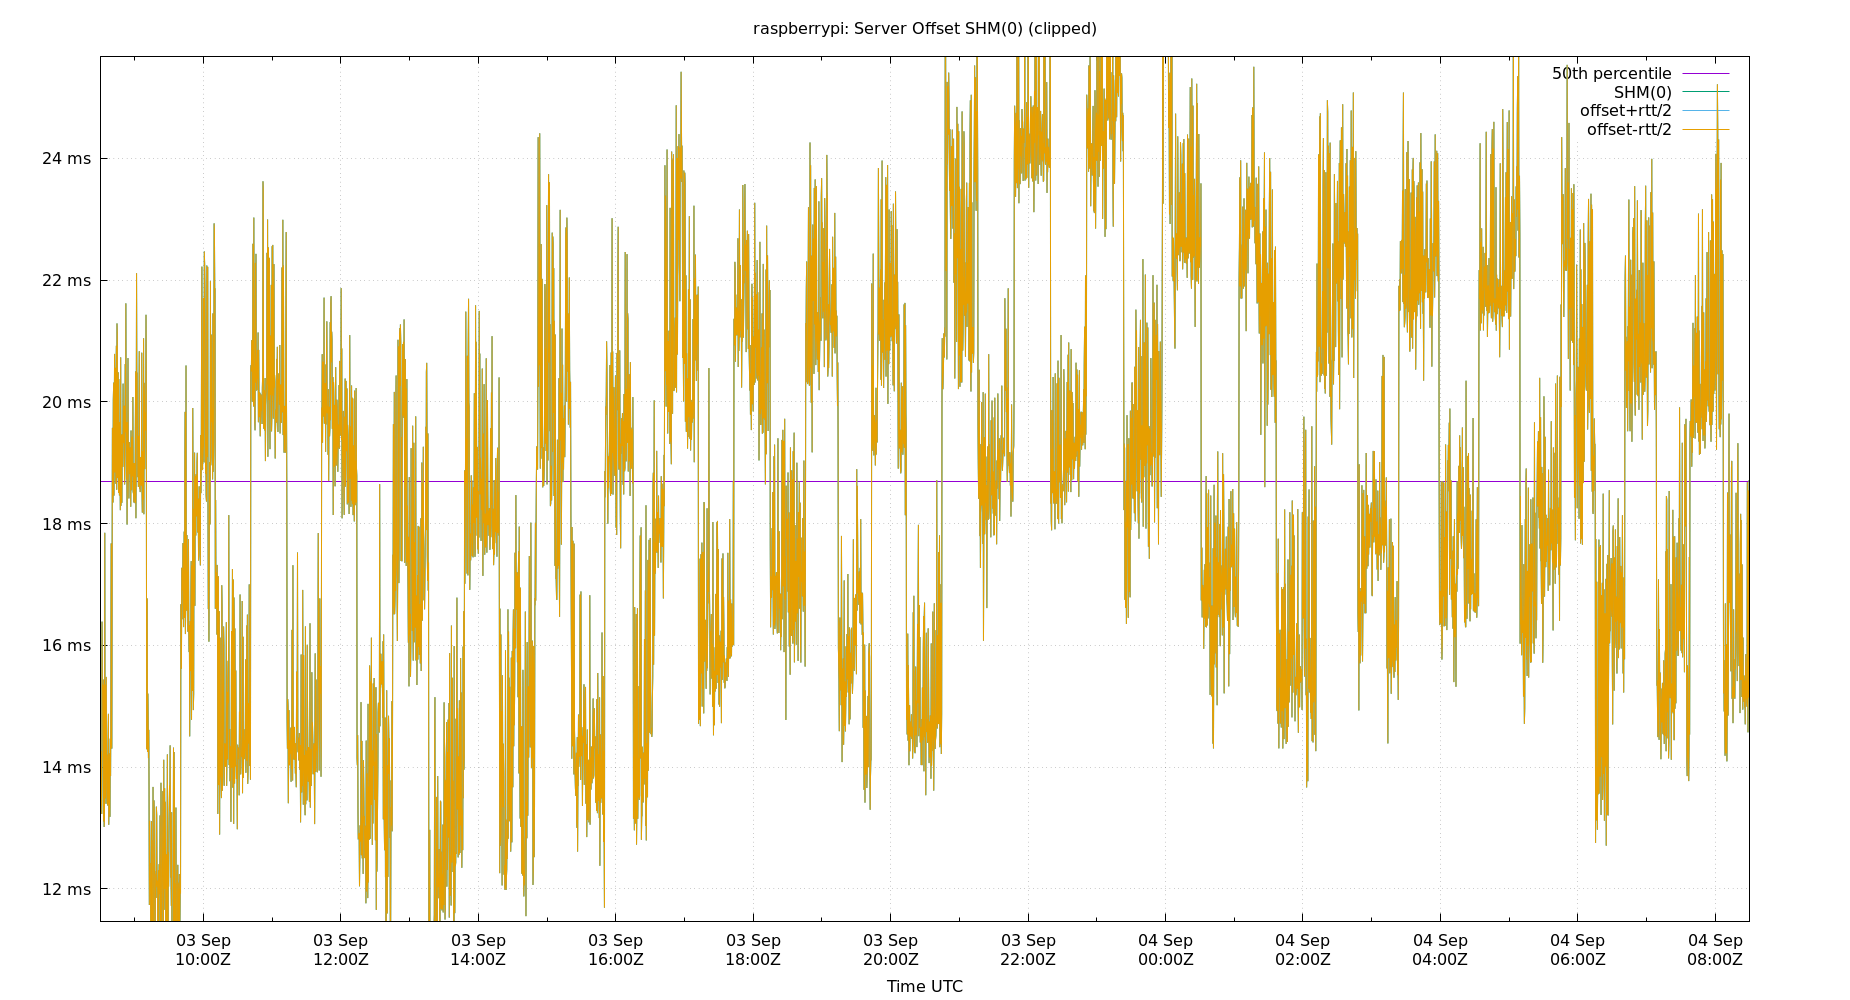 raspberrypi: Server Offset SHM(0) (clipped)
50th percentile
SHM(0)
offset+rtt/2
offset-rtt/2
24 ms
22 ms
20 ms
18 ms
16 ms
14 ms
12 ms
03 Sep 03 Sep 03 Sep 03 Sep 03 Sep 03 Sep 03 Sep 04 Sep 04 Sep 04 Sep 04 Sep 04 Sep
10:00Z 12:00Z 14:00Z 16:00Z 18:00Z 20:00Z 22:00Z 00:00Z 02:00Z 04:00Z 06:00Z 08:00Z
Time UTC